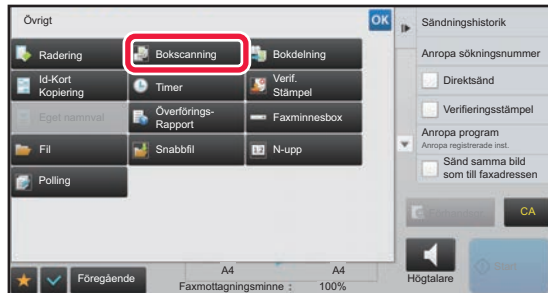 Övrigt
OK
Radering
Bokscanning
Bokdelning
Id-Kort
Kopiering
Timer
Verif.
Stämpel
Eget namnval
Överförings-
Rapport
Faxminnesbox
Fil
Snabbfil
N-upp
Polling
Föregående
A4
A4
Faxmottagningsminne :
100%
Sändningshistorik
Anropa sökningsnummer
Direktsänd
Verifieringsstämpel
Anropa program
Anropa registrerade inst.
Sänd samma bild
som till faxadressen
CA
Högtalare
Start